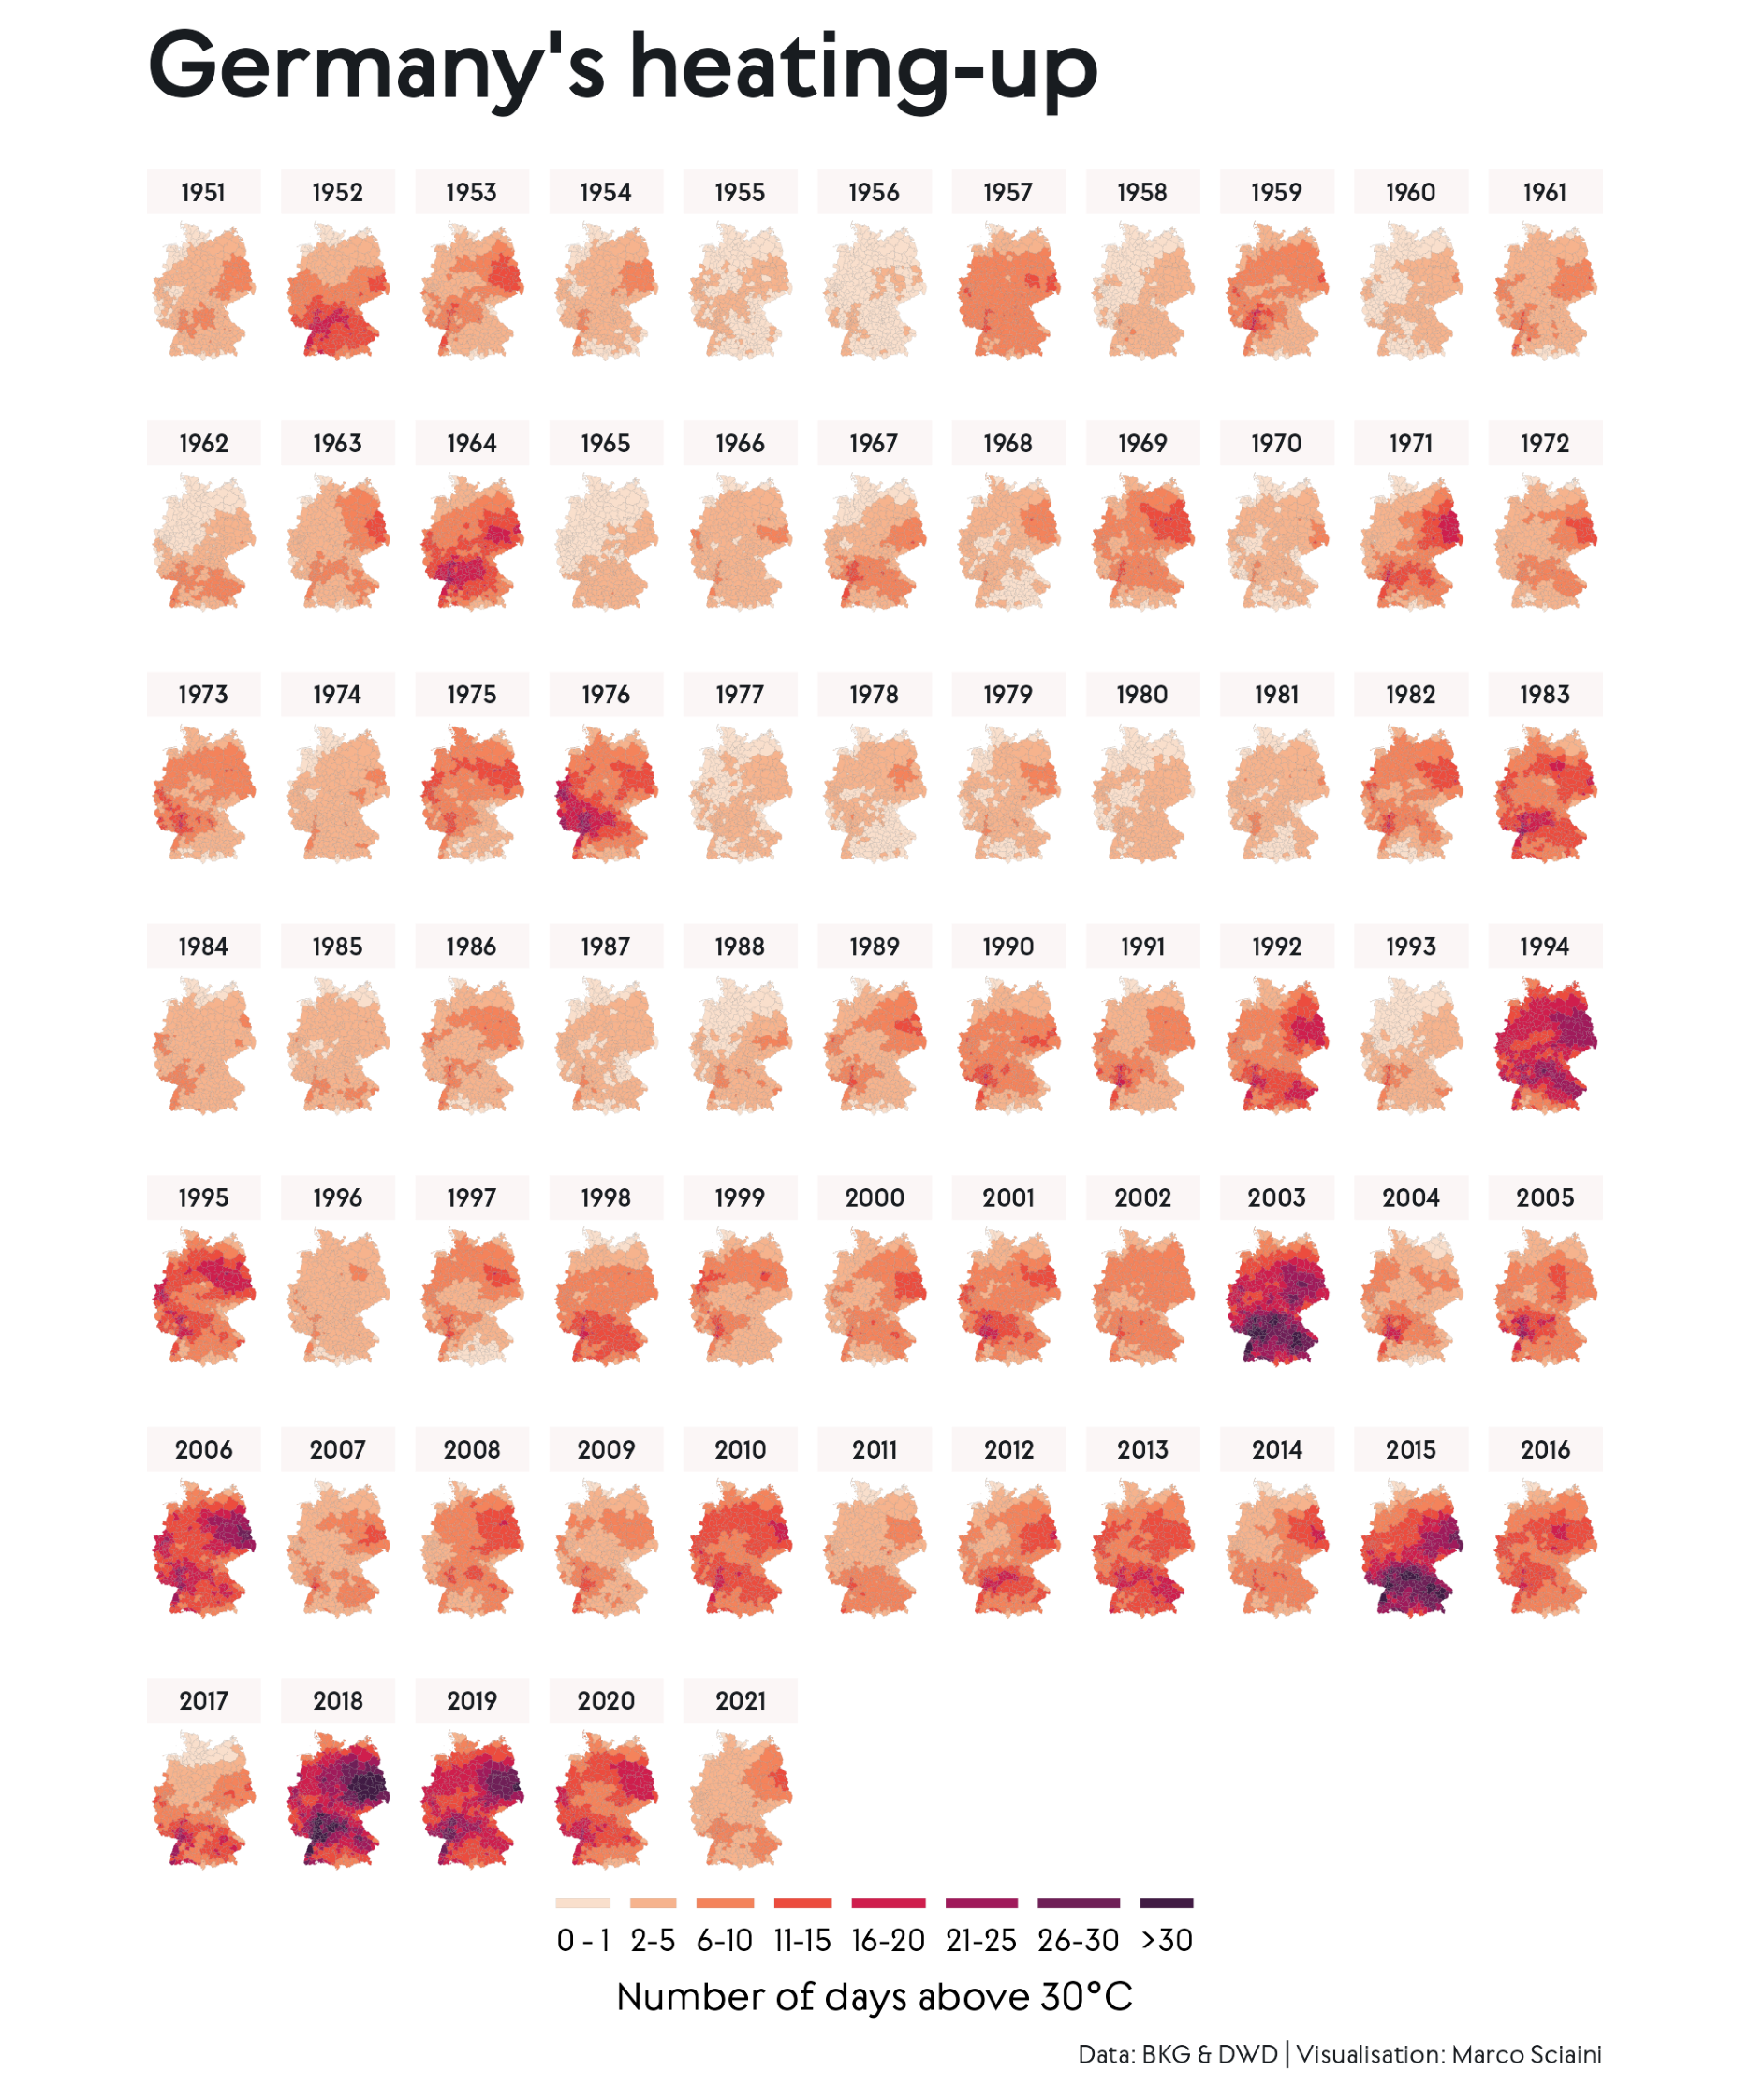 Germany's heating-up
1951 1952 1953 1954 1955 1956 1957 1958 1959 1960 1961
1962 1963 1964 1965 1966 1967 1968 1969 1970 1971 1972
1973 1974 1975 1976 1977 1978 1979 1980 1981 1982 1983
1984 1985 1986 1987 1988 1989 1990 1991 1992 1993 1994
1995 1996 1997 1998 1999 2000 2001 2002 2003 2004 2005
2006 2007 2008 2009 2010 2011 2012 2013 2014 2015 2016
2017 2018 2019 2020 2021
0 - 1 2-5 6-10 11-15 16-20 21-25 26-30 >30
Number of days above 30°C
Data: BKG & DWD | Visualisation: Marco Sciaini